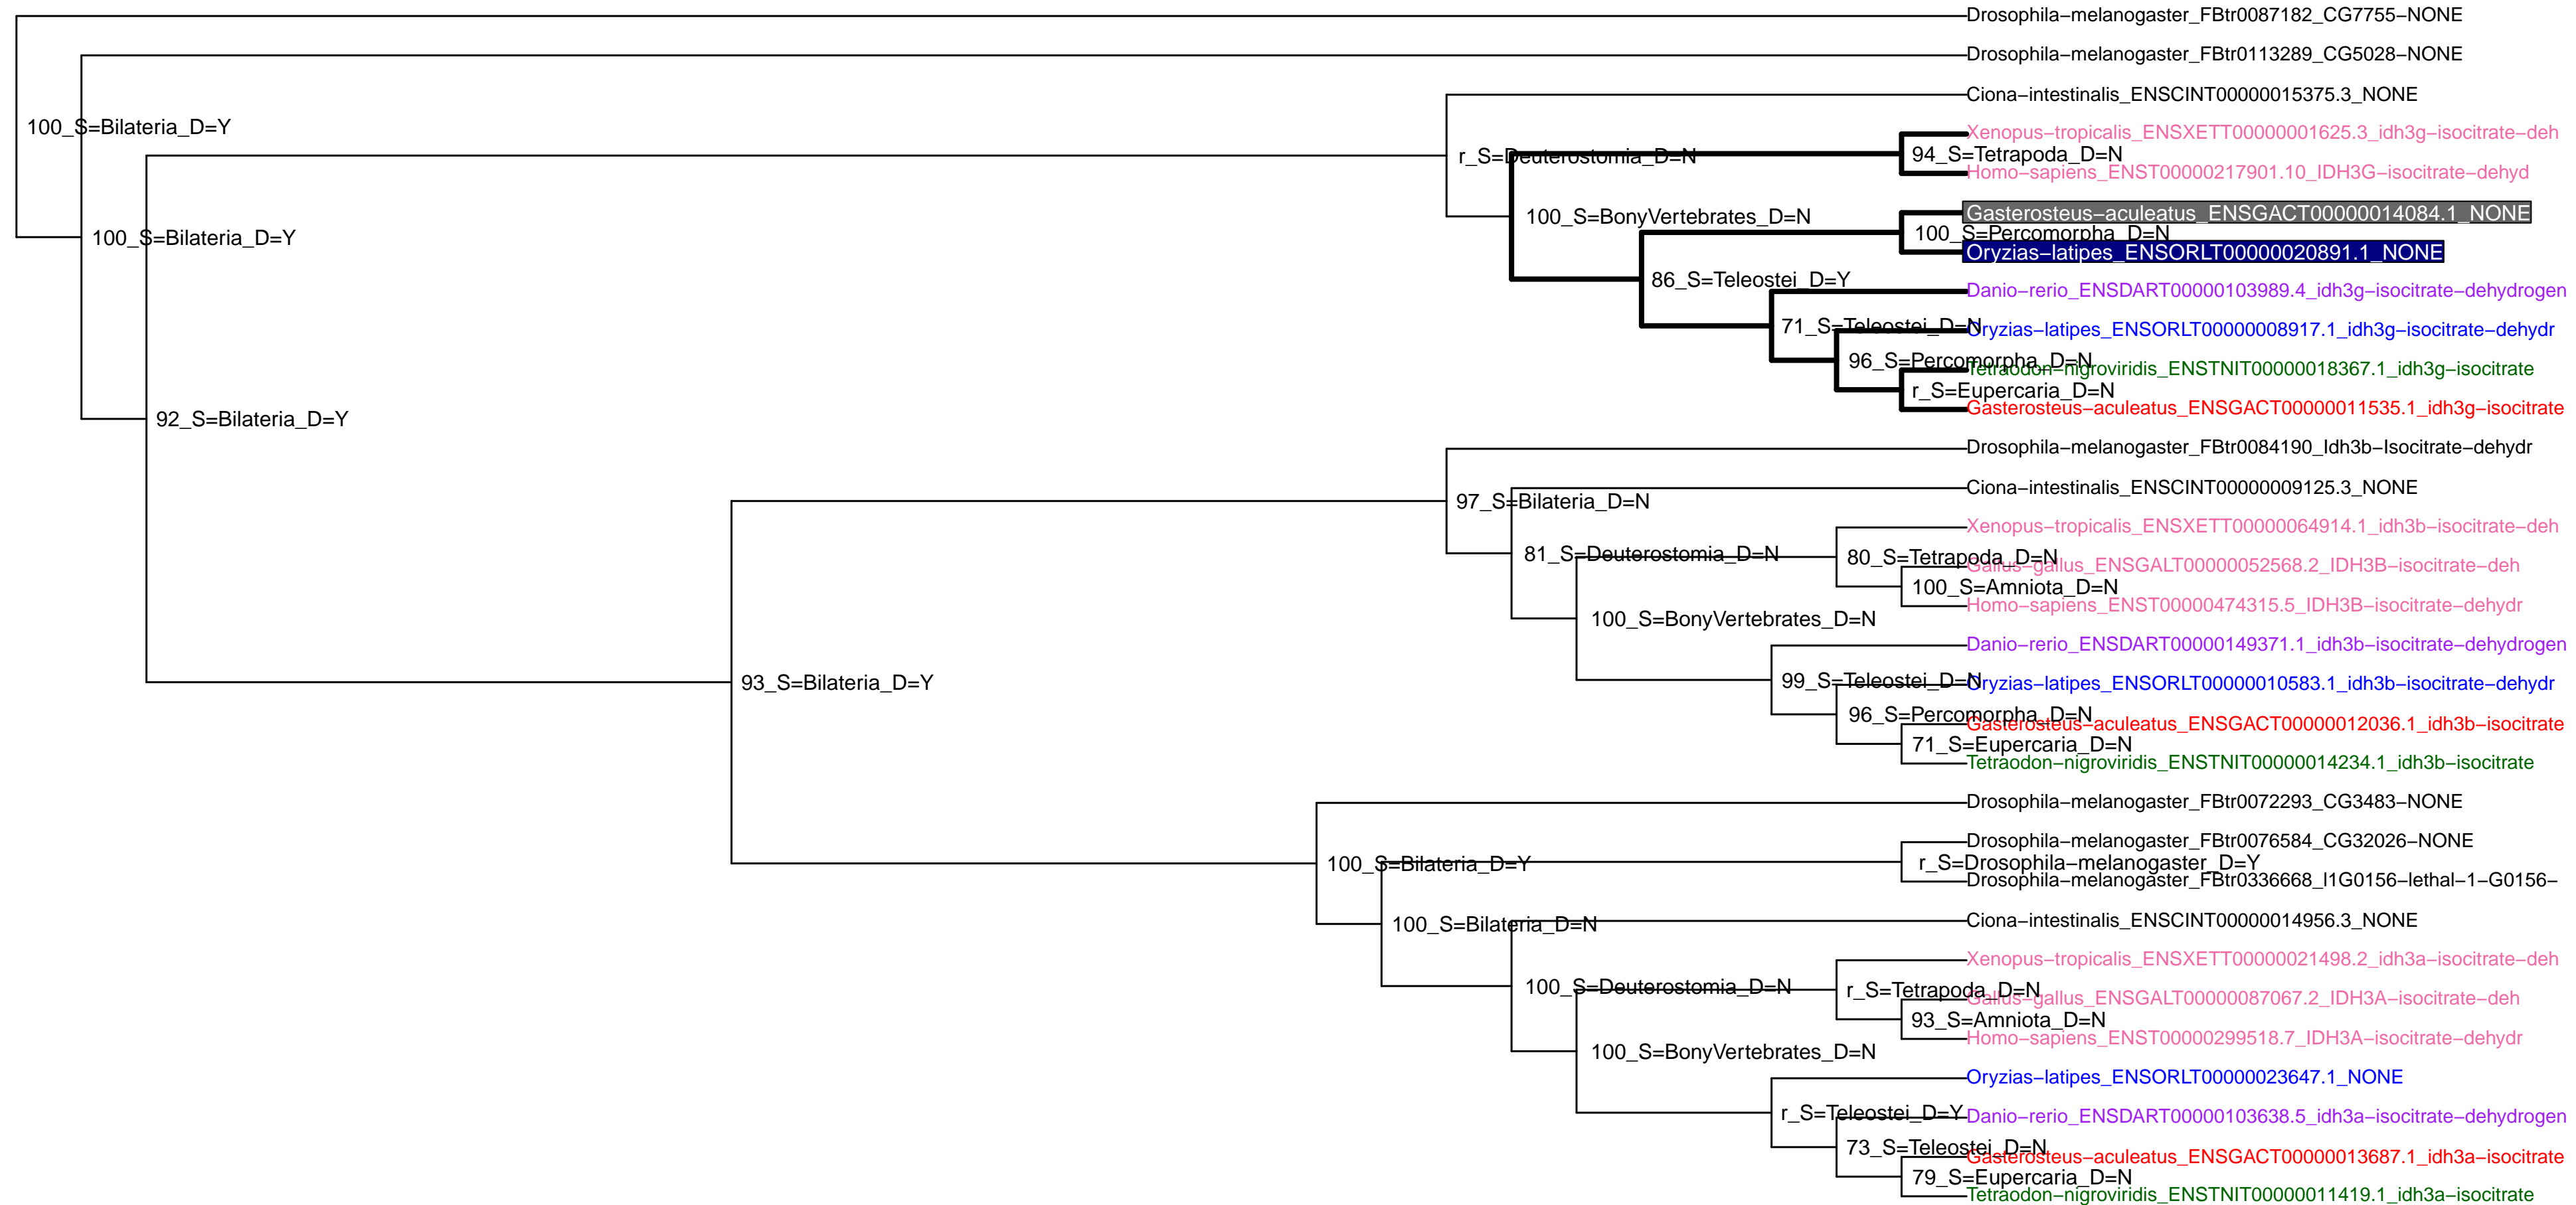 Drosophila−melanogaster_FBtr0087182_CG7755−NONE
Drosophila−melanogaster_FBtr0113289_CG5028−NONE
Ciona−intestinalis_ENSCINT00000015375.3_NONE
100_S=Bilateria_D=Y
Xenopus−tropicalis_ENSXETT00000001625.3_idh3g−isocitrate−deh
r_S=Deuterostomia_D=N
94_S=Tetrapoda_D=N
Homo−sapiens_ENST00000217901.10_IDH3G−isocitrate−dehyd
Gasterosteus−aculeatus_ENSGACT00000014084.1_NONE
100_S=BonyVertebrates_D=N
100_S=Percomorpha_D=N
100_S=Bilateria_D=Y
Oryzias−latipes_ENSORLT00000020891.1_NONE
86_S=Teleostei_D=Y
Danio−rerio_ENSDART00000103989.4_idh3g−isocitrate−dehydrogen
71_S=Teleostei_D=N
Oryzias−latipes_ENSORLT00000008917.1_idh3g−isocitrate−dehydr
96_S=Percomorpha_D=N
Tetraodon−nigroviridis_ENSTNIT00000018367.1_idh3g−isocitrate
r_S=Eupercaria_D=N
Gasterosteus−aculeatus_ENSGACT00000011535.1_idh3g−isocitrate
92_S=Bilateria_D=Y
Drosophila−melanogaster_FBtr0084190_Idh3b−Isocitrate−dehydr
Ciona−intestinalis_ENSCINT00000009125.3_NONE
97_S=Bilateria_D=N
Xenopus−tropicalis_ENSXETT00000064914.1_idh3b−isocitrate−deh
81_S=Deuterostomia_D=N
80_S=Tetrapoda_D=N
Gallus−gallus_ENSGALT00000052568.2_IDH3B−isocitrate−deh
100_S=Amniota_D=N
Homo−sapiens_ENST00000474315.5_IDH3B−isocitrate−dehydr
100_S=BonyVertebrates_D=N
Danio−rerio_ENSDART00000149371.1_idh3b−isocitrate−dehydrogen
93_S=Bilateria_D=Y
99_S=Teleostei_D=N
Oryzias−latipes_ENSORLT00000010583.1_idh3b−isocitrate−dehydr
96_S=Percomorpha_D=N
Gasterosteus−aculeatus_ENSGACT00000012036.1_idh3b−isocitrate
71_S=Eupercaria_D=N
Tetraodon−nigroviridis_ENSTNIT00000014234.1_idh3b−isocitrate
Drosophila−melanogaster_FBtr0072293_CG3483−NONE
Drosophila−melanogaster_FBtr0076584_CG32026−NONE
100_S=Bilateria_D=Y
r_S=Drosophila−melanogaster_D=Y
Drosophila−melanogaster_FBtr0336668_l1G0156−lethal−1−G0156−
Ciona−intestinalis_ENSCINT00000014956.3_NONE
100_S=Bilateria_D=N
Xenopus−tropicalis_ENSXETT00000021498.2_idh3a−isocitrate−deh
100_S=Deuterostomia_D=N
r_S=Tetrapoda_D=N
Gallus−gallus_ENSGALT00000087067.2_IDH3A−isocitrate−deh
93_S=Amniota_D=N
Homo−sapiens_ENST00000299518.7_IDH3A−isocitrate−dehydr
100_S=BonyVertebrates_D=N
Oryzias−latipes_ENSORLT00000023647.1_NONE
r_S=Teleostei_D=Y
Danio−rerio_ENSDART00000103638.5_idh3a−isocitrate−dehydrogen
73_S=Teleostei_D=N
Gasterosteus−aculeatus_ENSGACT00000013687.1_idh3a−isocitrate
79_S=Eupercaria_D=N
Tetraodon−nigroviridis_ENSTNIT00000011419.1_idh3a−isocitrate